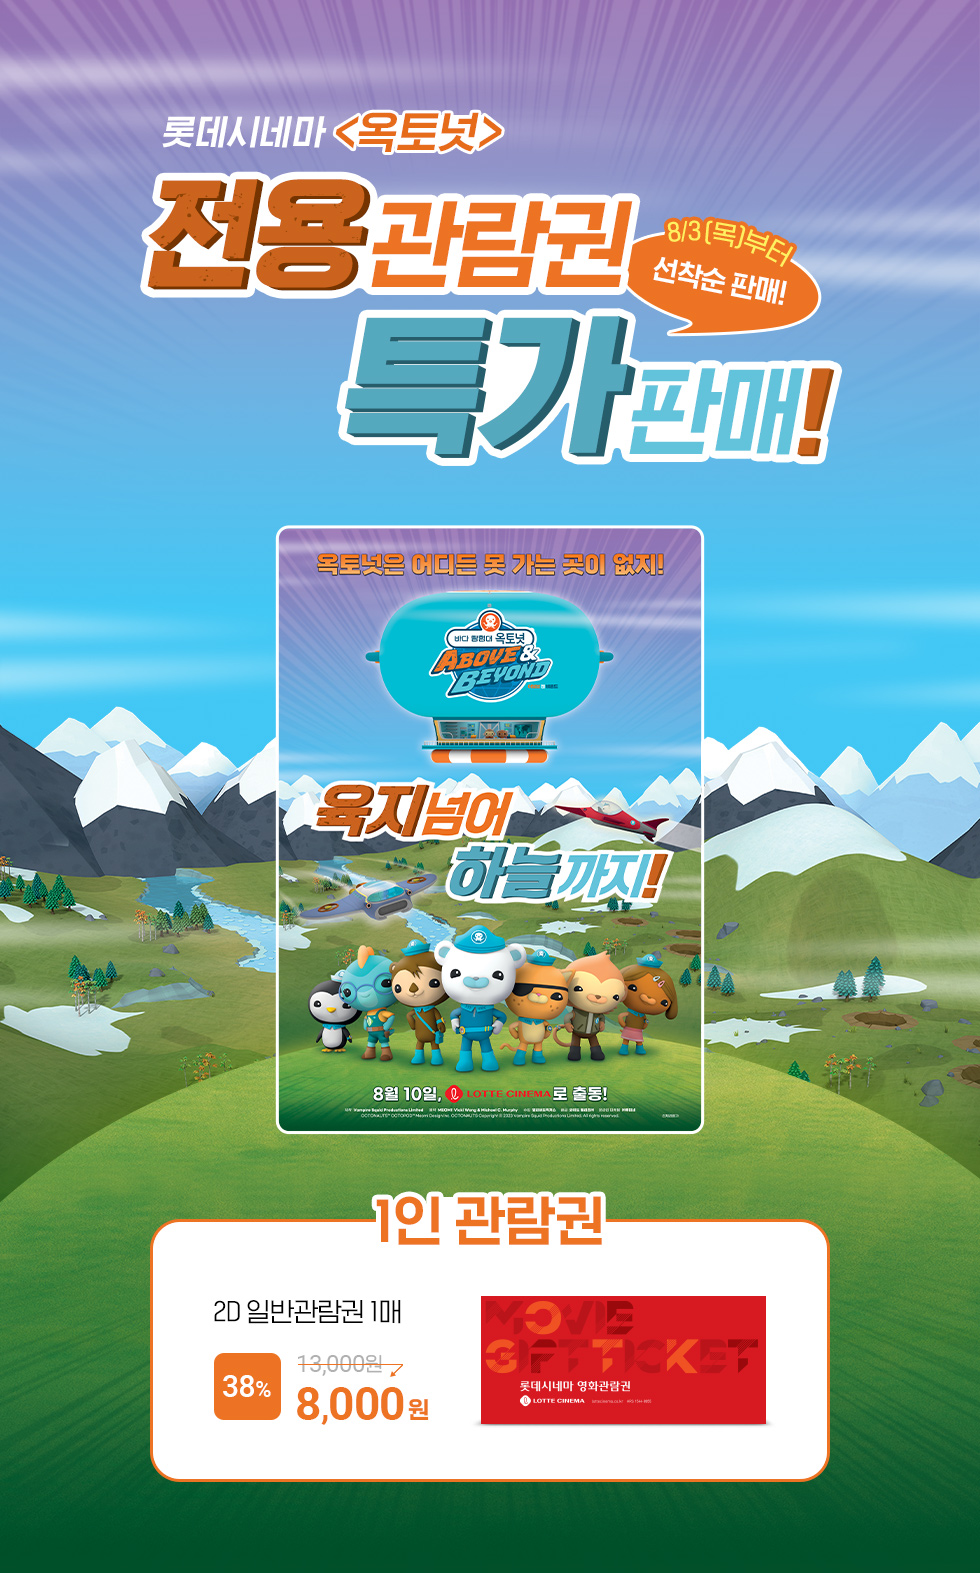 롯데시네마 <옥토넛>
전용관람권
8/3(목)부터
선착순 판매!
특가판매!
옥토넛은 어디든 못 가는 곳이 없지!
바다 탐험대 옥토넛
ABOVE &
BEYOND
육지넘어
하늘까지!
8월 10일, LOTTE CINEMA로 출동!
1인 관람권
2D 일반관람권 1매
13,000원
38%
8,000원
MOVIE
GIFT TICKET
롯데시네마 영화관람권
LOTTE CINEMA